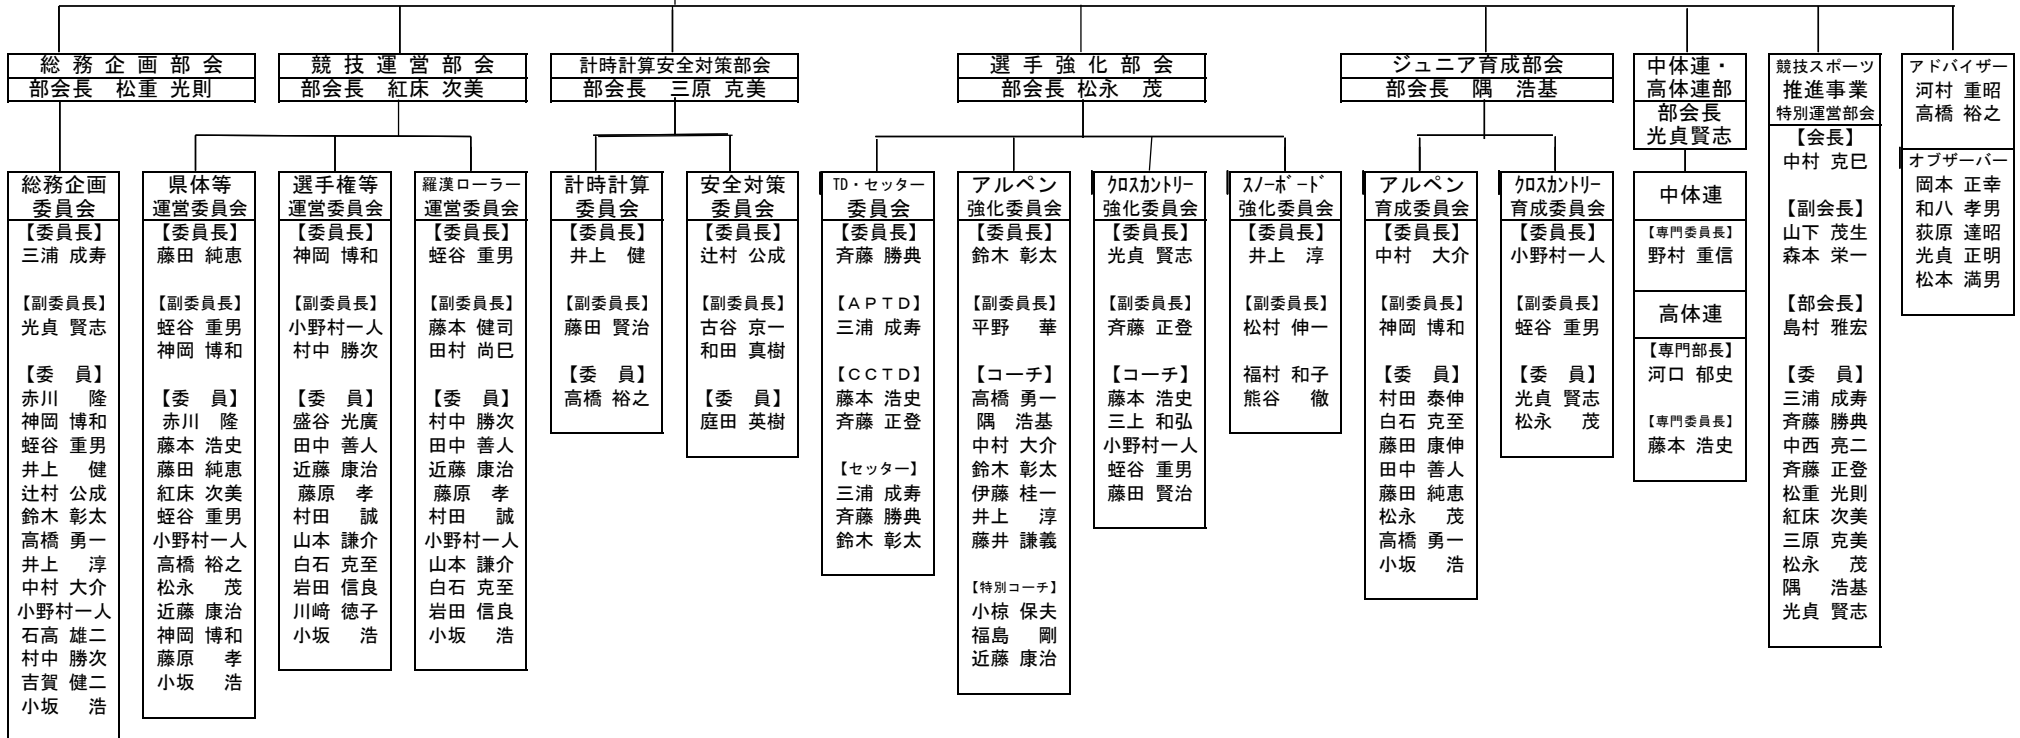 総 務 企 画 部 会
部会長 松重 光則
総務企画
委員会
【委員長】
三浦 成寿
【副委員長】
光貞 賢志
【委 員】
赤川 隆
神岡 博和
蛭谷 重男
井上 健
辻村 公成
鈴木 彰太
高橋 勇一
井上 淳
中村 大介
小野村一人
石高 雄二
村中 勝次
吉賀 健二
小坂 浩
競 技 運 営 部 会
部会長 紅床 次美
県体等
運営委員会
【委員長】
藤田 純恵
【副委員長】
蛭谷 重男
神岡 博和
【委 員】
赤川 隆
藤本 浩史
藤田 純恵
紅床 次美
蛭谷 重男
小野村一人
高橋 裕之
松永 茂
近藤 康治
神岡 博和
藤原 孝
小坂 浩
選手権等
運営委員会
【委員長】
神岡 博和
【副委員長】
小野村一人
村中 勝次
【委 員】
盛谷 光廣
田中 善人
近藤 康治
藤原 孝
村田 誠
山本 謙介
白石 克至
岩田 信良
川﨑 徳子
小坂 浩
羅漢ローラー
運営委員会
【委員長】
蛭谷 重男
【副委員長】
藤本 健司
田村 尚巳
【委 員】
村中 勝次
田中 善人
近藤 康治
藤原 孝
村田 誠
小野村一人
山本 謙介
白石 克至
岩田 信良
小坂 浩
計時計算安全対策部会
部会長 三原 克美
計時計算
委員会
【委員長】
井上 健
【副委員長】
藤田 賢治
【委 員】
高橋 裕之
安全対策
委員会
【委員長】
辻村 公成
【副委員長】
古谷 京一
和田 真樹
【委 員】
庭田 英樹
選 手 強 化 部 会
部会長 松永 茂
TD・セッター
委員会
【委員長】
斉藤 勝典
【ＡＰＴＤ】
三浦 成寿
【ＣＣＴＤ】
藤本 浩史
斉藤 正登
【セッター】
三浦 成寿
斉藤 勝典
鈴木 彰太
アルペン
強化委員会
【委員長】
鈴木 彰太
【副委員長】
平野 華
【コーチ】
高橋 勇一
隅 浩基
中村 大介
鈴木 彰太
伊藤 桂一
井上 淳
藤井 謙義
【特別コーチ】
小椋 保夫
福島 剛
近藤 康治
ｸﾛｽｶﾝﾄﾘｰ
強化委員会
【委員長】
光貞 賢志
【副委員長】
斉藤 正登
【コーチ】
藤本 浩史
三上 和弘
小野村一人
蛭谷 重男
藤田 賢治
ｽﾉｰﾎﾞｰﾄﾞ
強化委員会
【委員長】
井上 淳
【副委員長】
松村 伸一
福村 和子
熊谷 徹
ジュニア育成部会
部会長 隅 浩基
アルペン
育成委員会
【委員長】
中村 大介
【副委員長】
神岡 博和
【委 員】
村田 泰伸
白石 克至
藤田 康伸
田中 善人
藤田 純恵
松永 茂
高橋 勇一
小坂 浩
ｸﾛｽｶﾝﾄﾘｰ
育成委員会
【委員長】
小野村一人
【副委員長】
蛭谷 重男
【委 員】
光貞 賢志
松永 茂
中体連・
高体連部
部会長
光貞賢志
中体連
【専門委員長】
野村 重信
高体連
【専門部長】
河口 郁史
【専門委員長】
藤本 浩史
競技スポーツ
推進事業
特別運営部会
【会長】
中村 克巳
【副会長】
山下 茂生
森本 栄一
【部会長】
島村 雅宏
【委 員】
三浦 成寿
斉藤 勝典
中西 亮二
斉藤 正登
松重 光則
紅床 次美
三原 克美
松永 茂
隅 浩基
光貞 賢志
アドバイザー
河村 重昭
高橋 裕之
オブザーバー
岡本 正幸
和八 孝男
荻原 達昭
光貞 正明
松本 満男